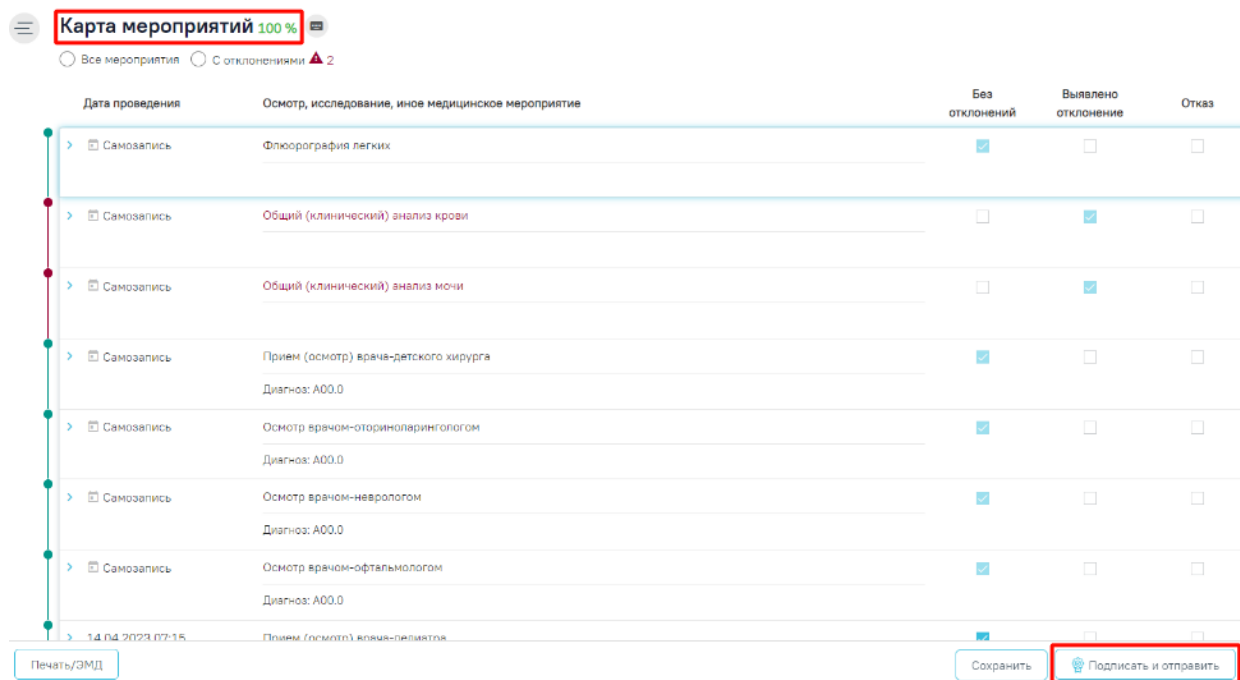 Карта мероприятий 100 %
Все мероприятия С отклонениями 2
Дата проведения Осмотр, исследование, иное медицинское мероприятие Без отклонений Выявлено отклонение Отказ
Самозапись Флюорография легких
Самозапись Общий (клинический) анализ крови
Самозапись Общий (клинический) анализ мочи
Самозапись Прием (осмотр) врача-детского хирурга
Диагноз: A00.0
Самозапись Осмотр врачом-оториноларингологом
Диагноз: A00.0
Самозапись Осмотр врачом-неврологом
Диагноз: A00.0
Самозапись Осмотр врачом-офтальмологом
Диагноз: A00.0
14.04.2023 07:15 Прием (осмотр) врача-педиатра
Печать/ЭМД Сохранить Подписать и отправить